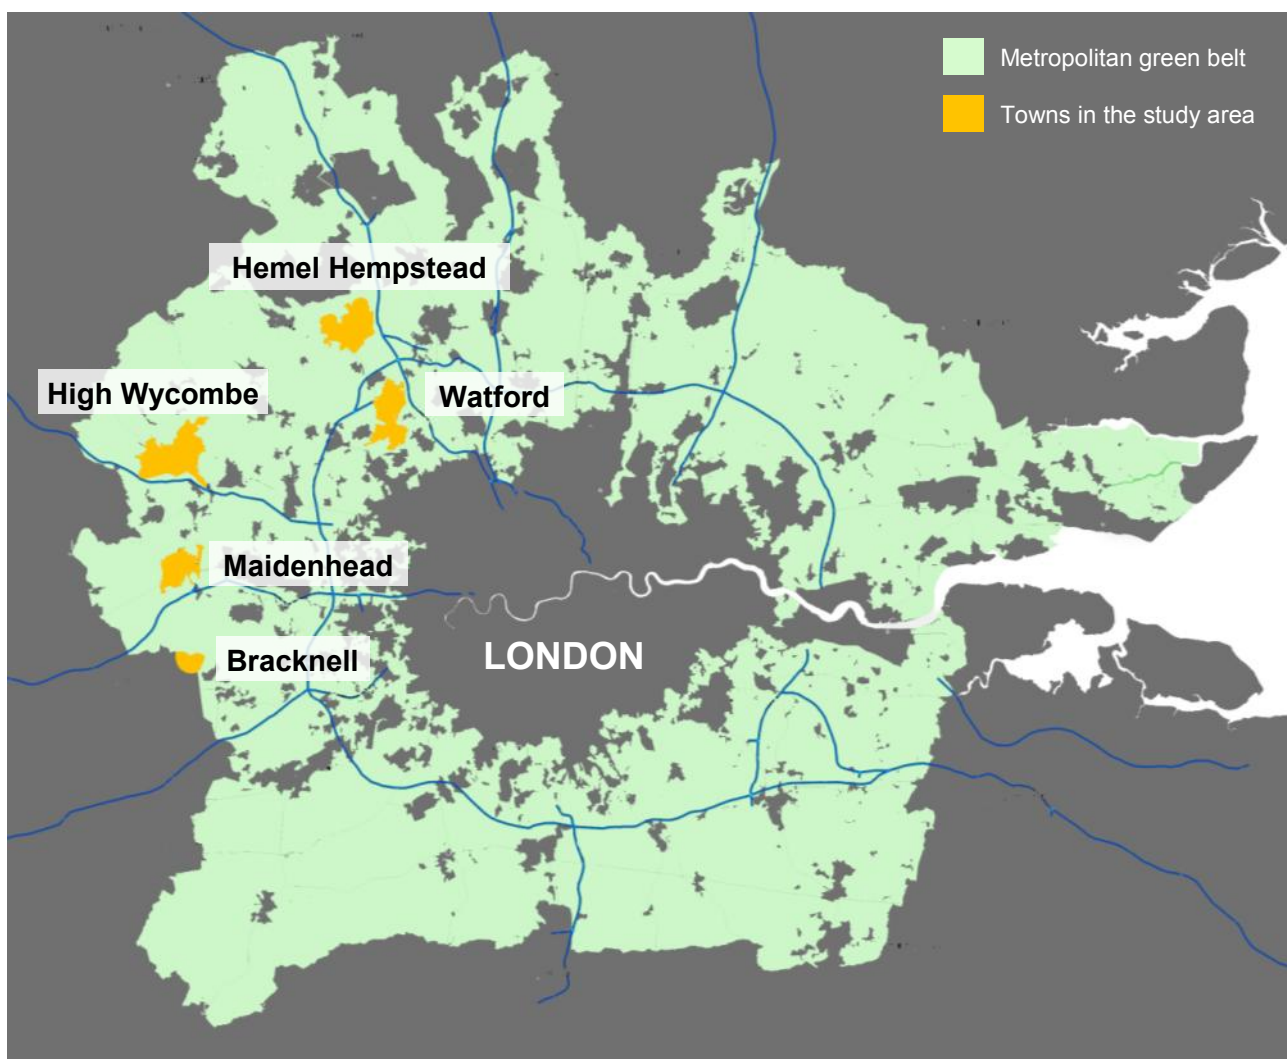 Metropolitan green belt
Towns in the study area
Hemel Hempstead
High Wycombe
Watford
Maidenhead
Bracknell
LONDON